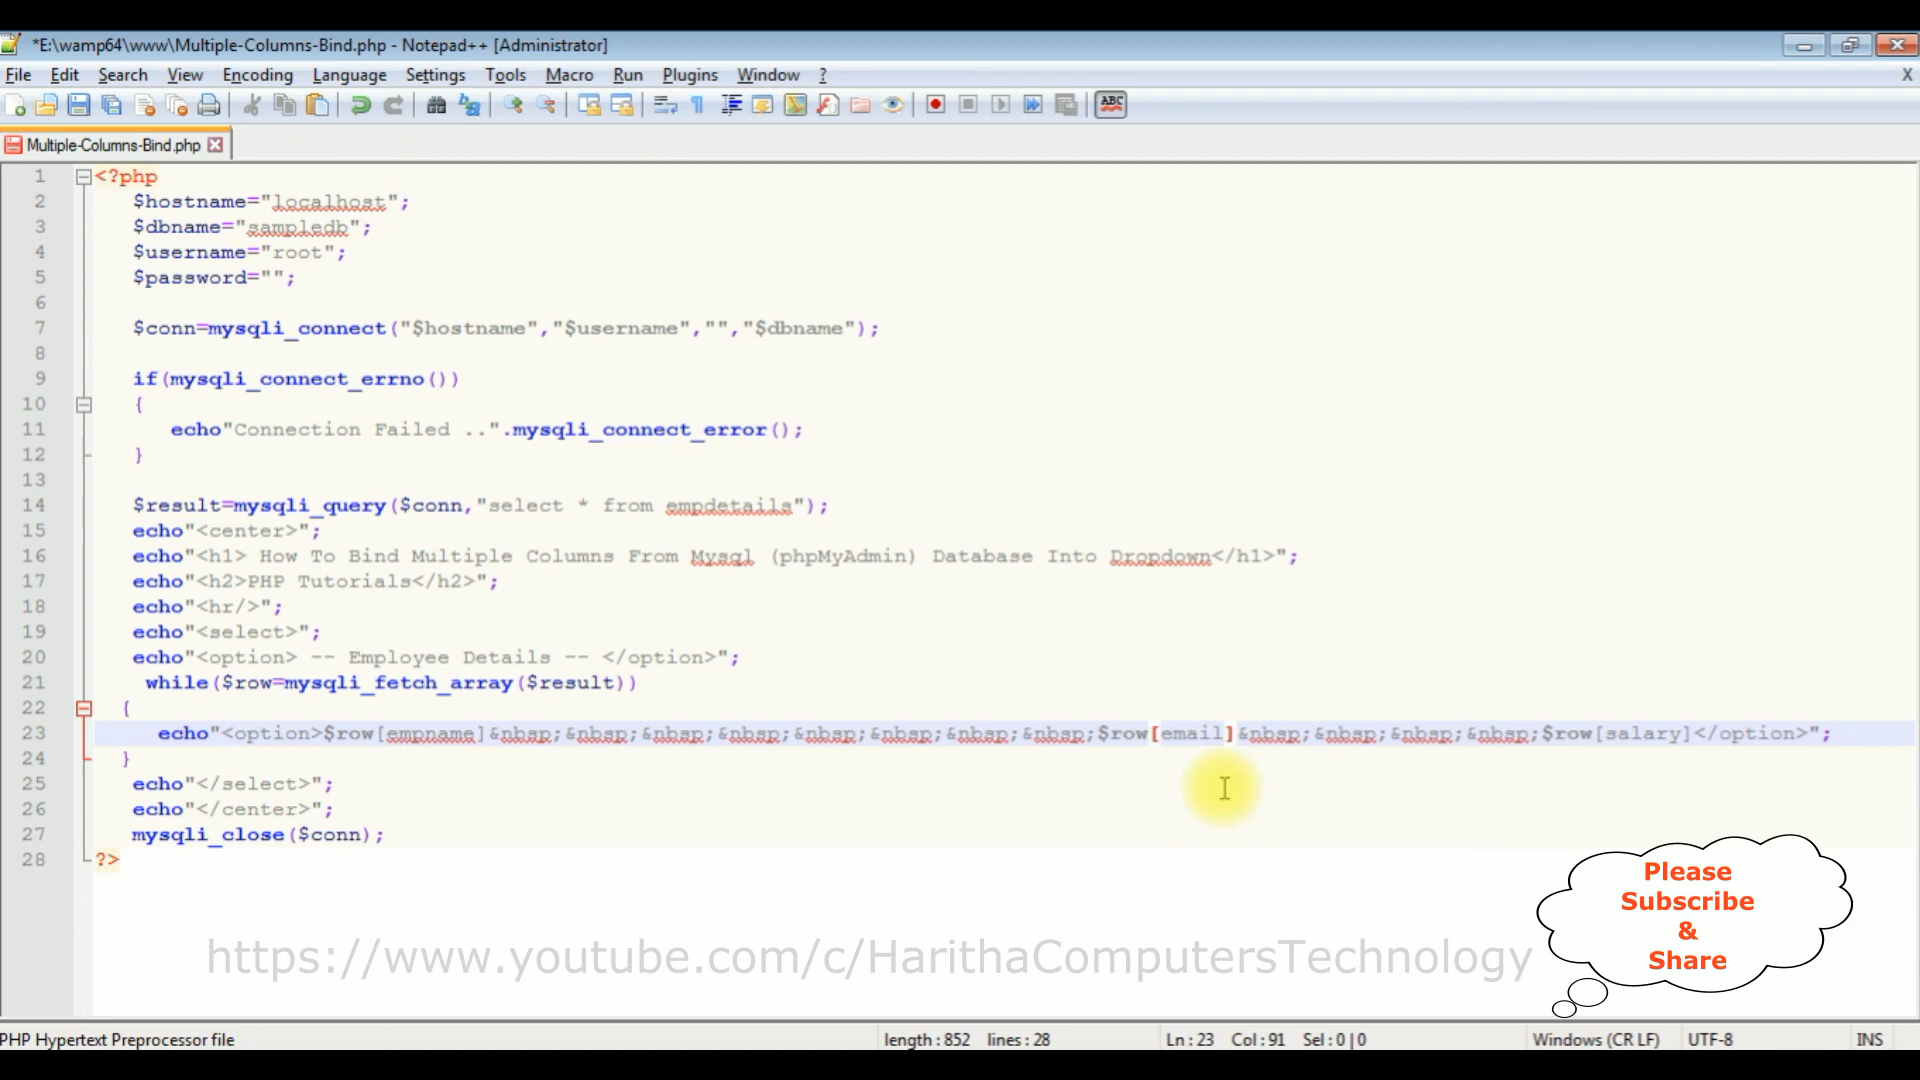 *E:\wamp64\www\Multiple-Columns-Bind.php - Notepad++ [Administrator]
File Edit Search View Encoding Language Settings Tools Macro Run Plugins Window ? X
ABC
Multiple-Columns-Bind.php
1 <?php
2 $hostname="localhost";
3 $dbname="sampledb";
4 $username="root";
5 $password="";
6
7 $conn=mysqli_connect("$hostname","$username","","$dbname");
8
9 if(mysqli_connect_errno())
10 {
11 echo"Connection Failed ..".mysqli_connect_error();
12 }
13
14 $result=mysqli_query($conn,"select * from empdetails");
15 echo"<center>";
16 echo"<h1> How To Bind Multiple Columns From Mysql (phpMyAdmin) Database Into Dropdown</h1>";
17 echo"<h2>PHP Tutorials</h2>";
18 echo"<hr/>";
19 echo"<select>";
20 echo"<option> -- Employee Details -- </option>";
21 while($row=mysqli_fetch_array($result))
22 {
23 echo"<option>$row[empname]&nbsp;&nbsp;&nbsp;&nbsp;&nbsp;&nbsp;&nbsp;&nbsp;$row[email]&nbsp;&nbsp;&nbsp;&nbsp;$row[salary]</option>";
24 }
25 echo"</select>";
26 echo"</center>";
27 mysqli_close($conn);
28 ?>
Please
Subscribe
&
Share
https://www.youtube.com/c/HarithaComputersTechnology
PHP Hypertext Preprocessor file length : 852 lines : 28 Ln : 23 Col : 91 Sel : 0 | 0 Windows (CR LF) UTF-8 INS